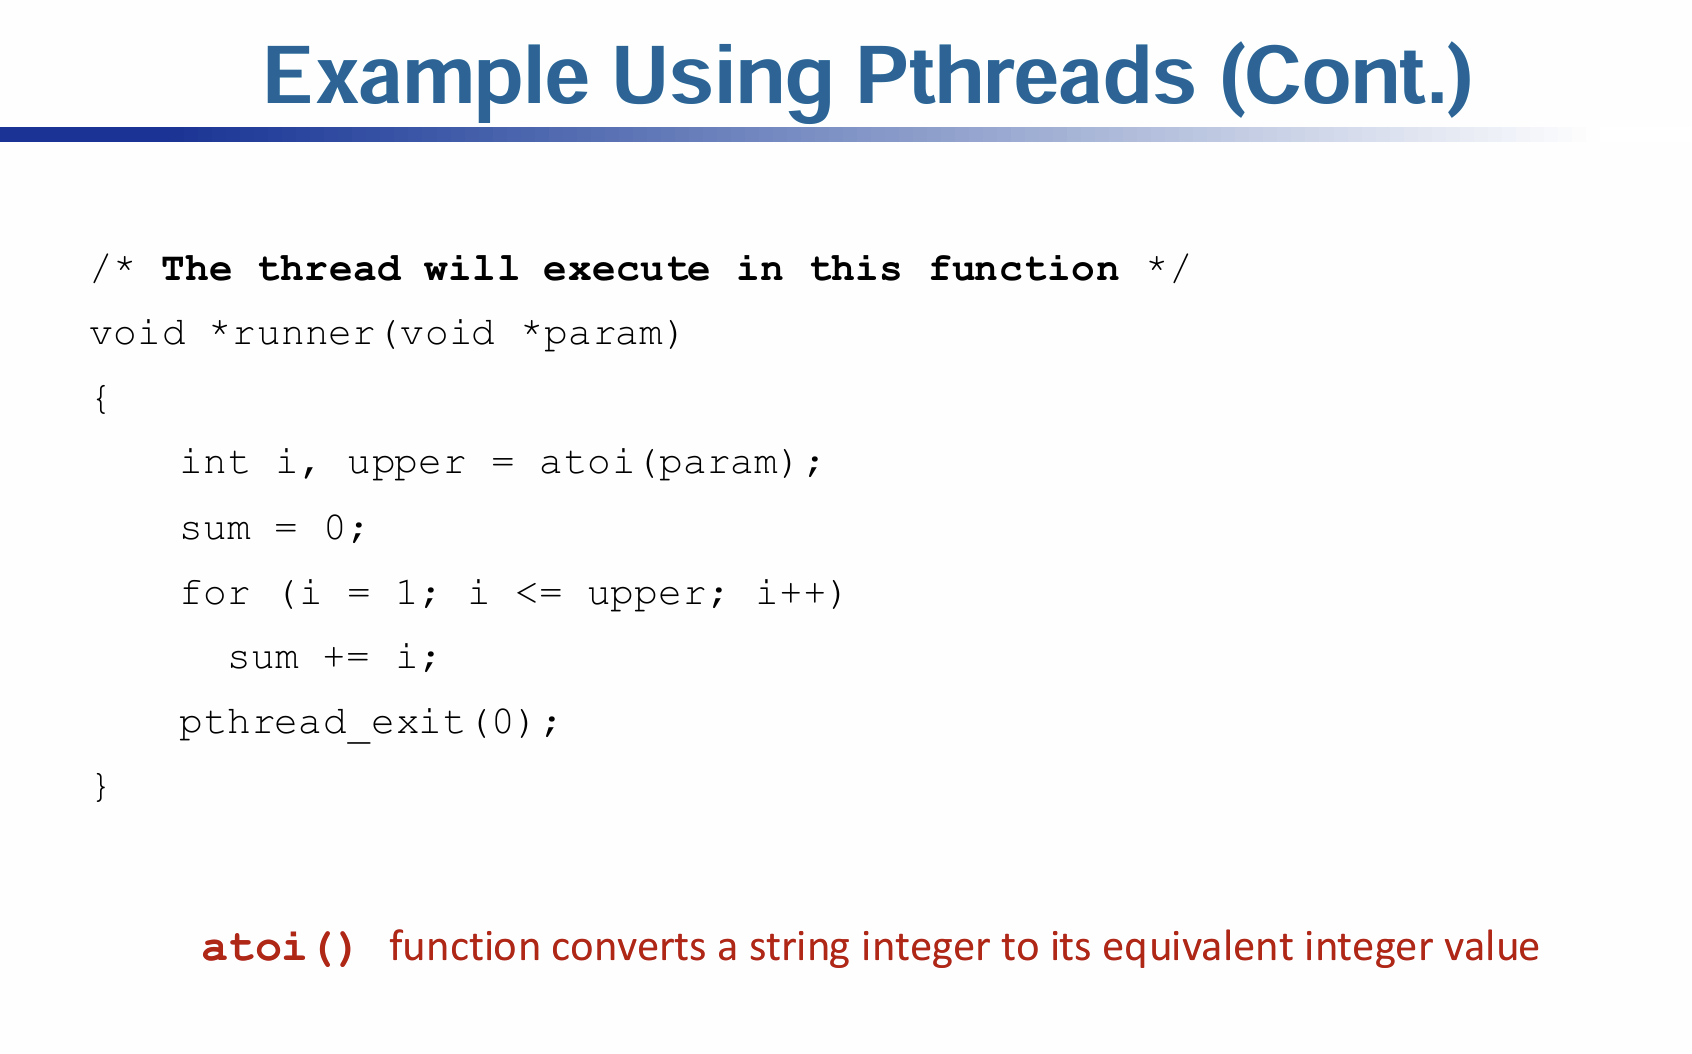 Example Using Pthreads (Cont.)
/* The thread will execute in this function */
void *runner(void *param)
{
int i, upper = atoi(param);
sum = 0;
for (i = 1; i <= upper; i++)
sum += i;
pthread_exit(0);
}
atoi() function converts a string integer to its equivalent integer value